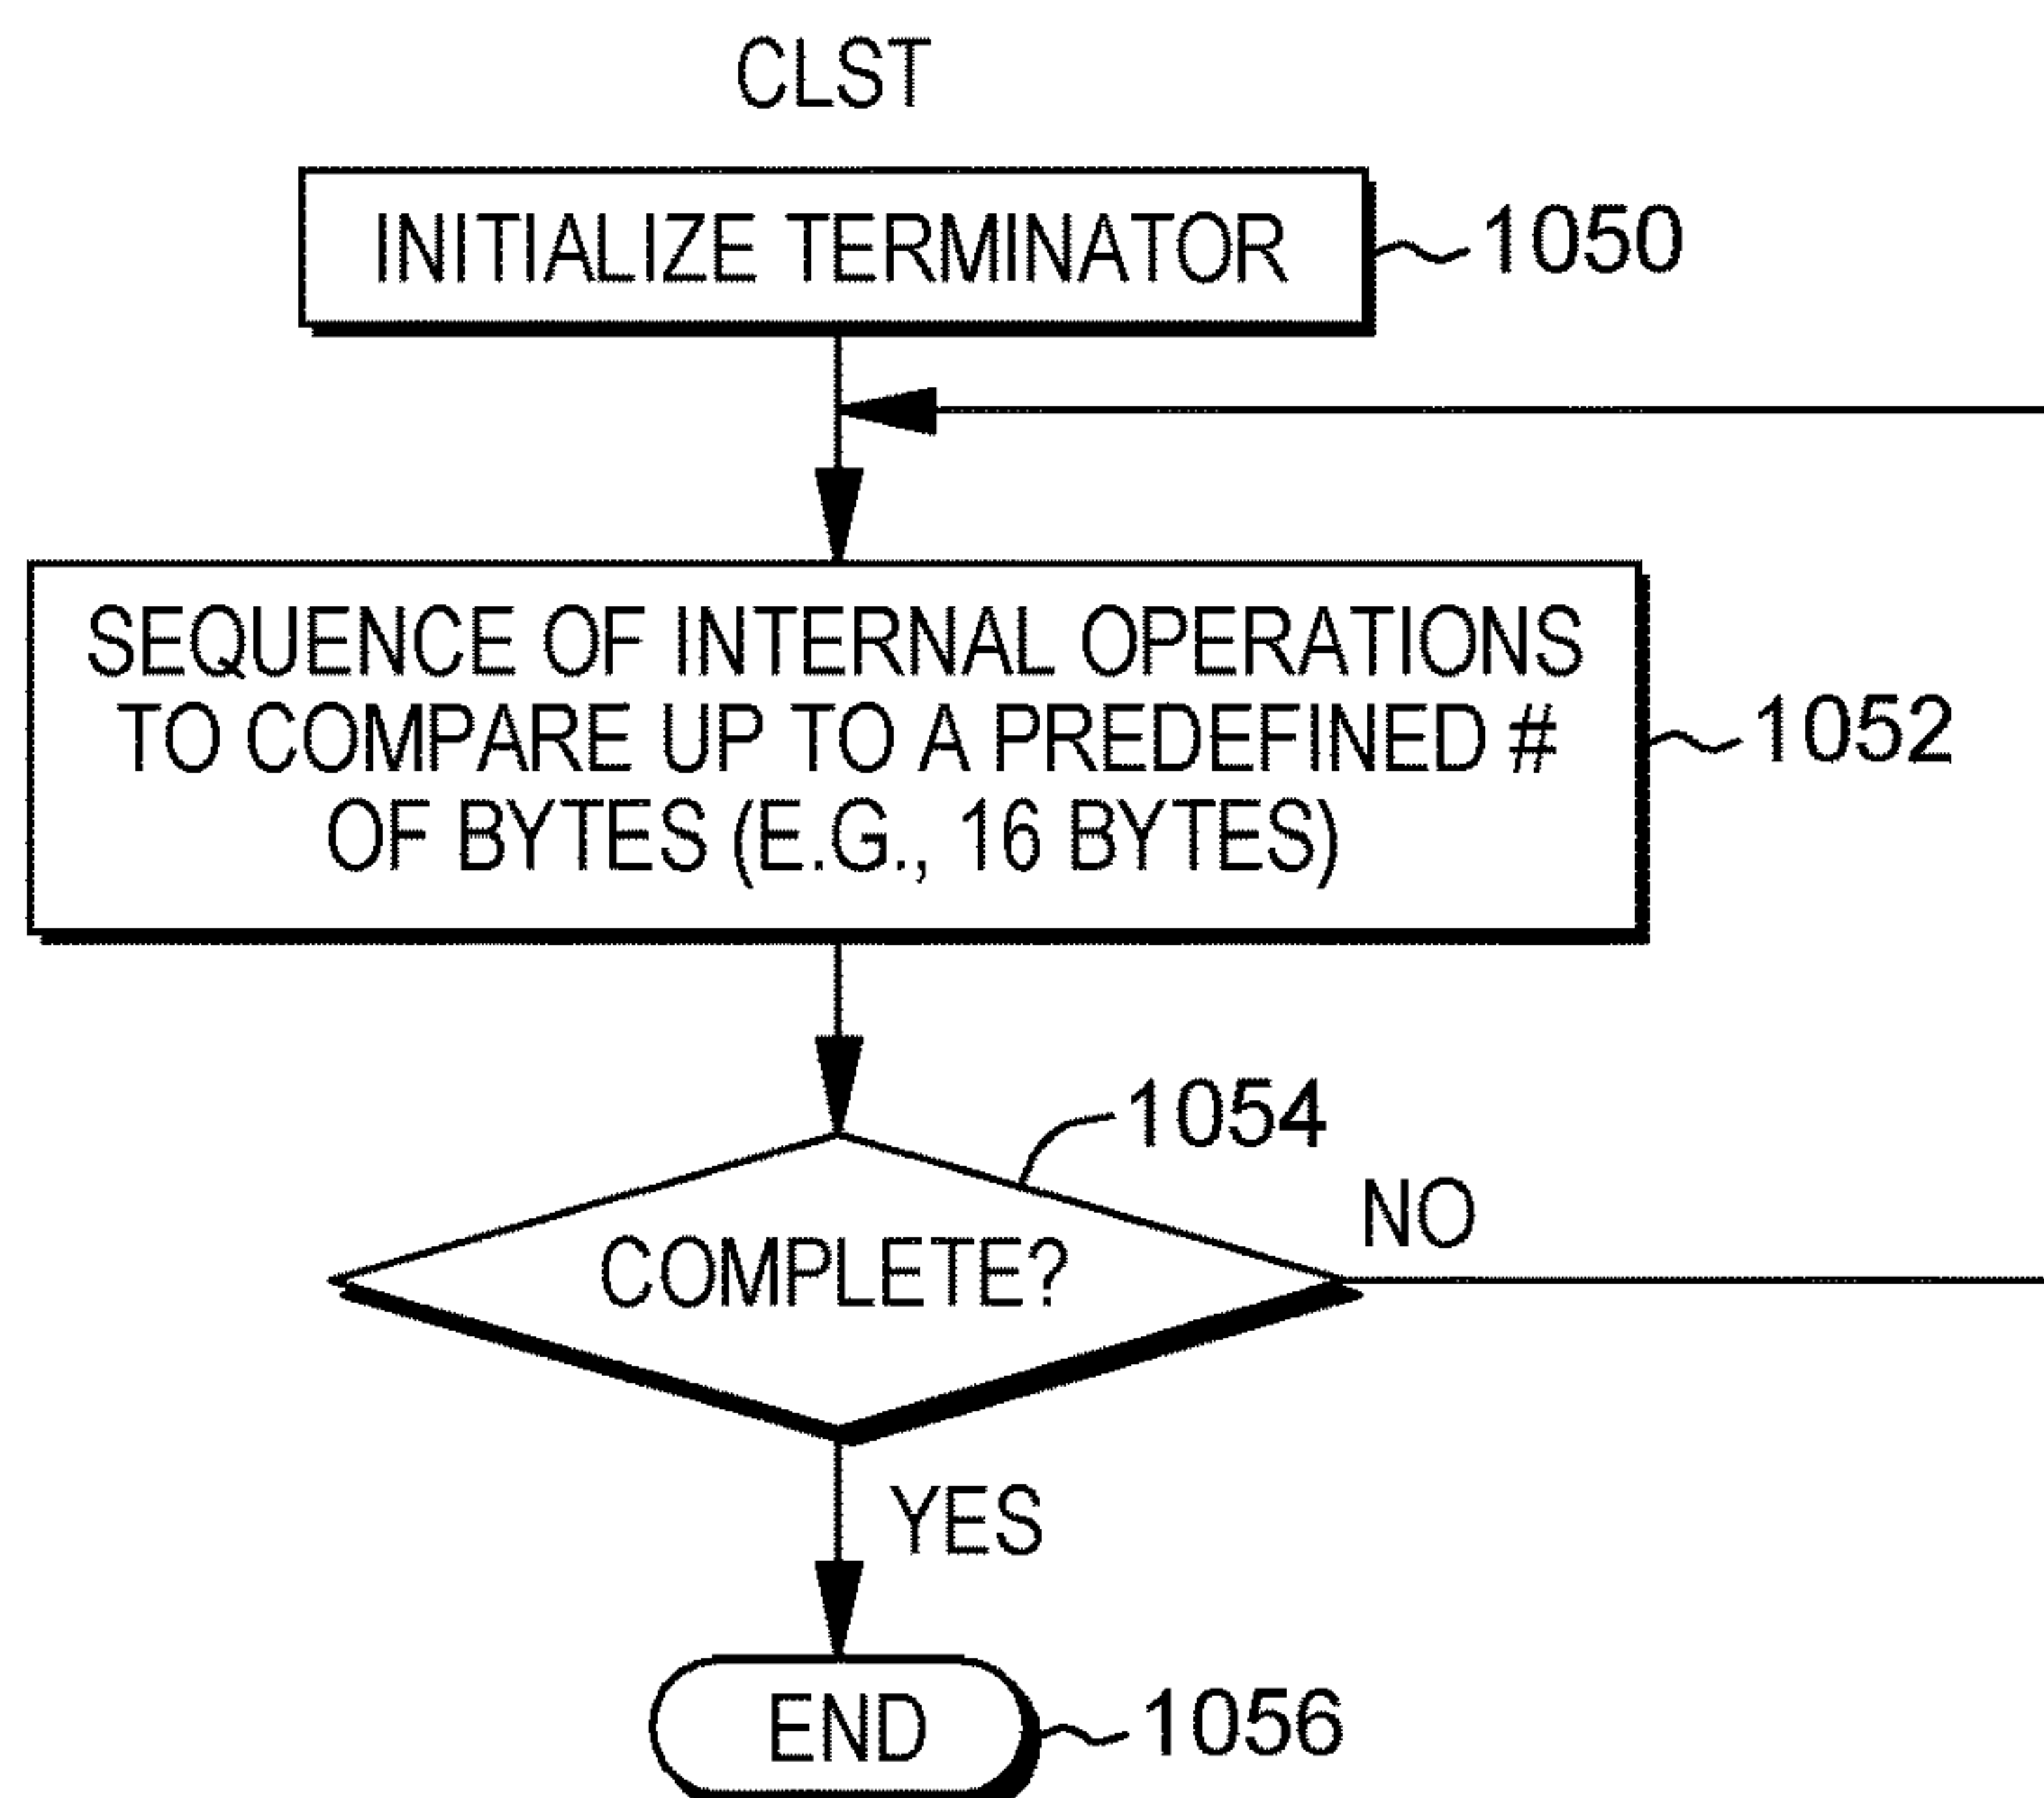 CLST
INITIALIZE TERMINATOR
1050
SEQUENCE OF INTERNAL OPERATIONS
TO COMPARE UP TO A PREDEFINED #
OF BYTES (E.G., 16 BYTES)
1052
1054
COMPLETE?
NO
YES
END
1056